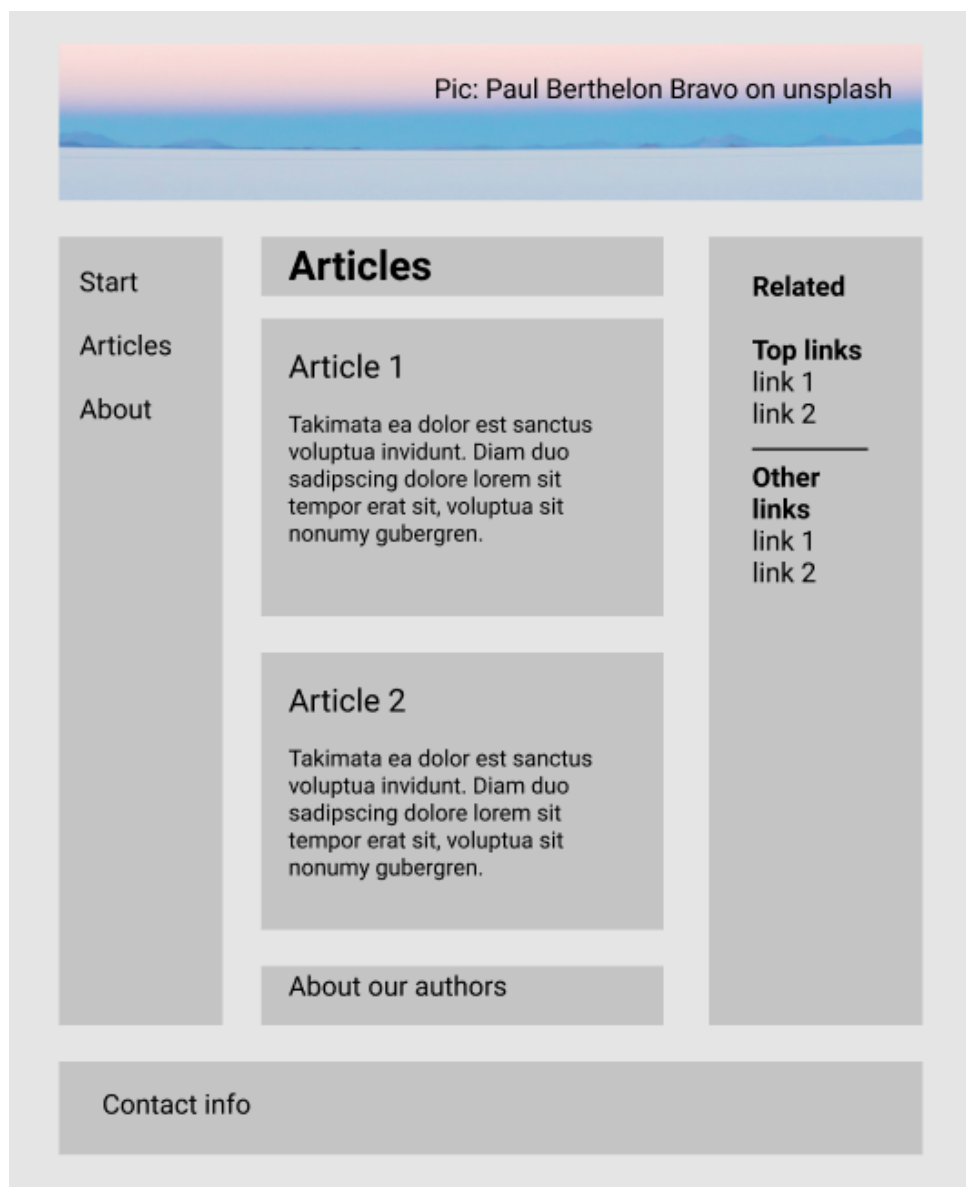 Pic: Paul Berthelon Bravo on unsplash
Start
Articles
About
Articles
Article 1
Takimata ea dolor est sanctus
voluptua invidunt. Diam duo
sadipscing dolore lorem sit
tempor erat sit, voluptua sit
nonumy gubergren.
Article 2
Takimata ea dolor est sanctus
voluptua invidunt. Diam duo
sadipscing dolore lorem sit
tempor erat sit, voluptua sit
nonumy gubergren.
About our authors
Related
Top links
link 1
link 2
Other
links
link 1
link 2
Contact info